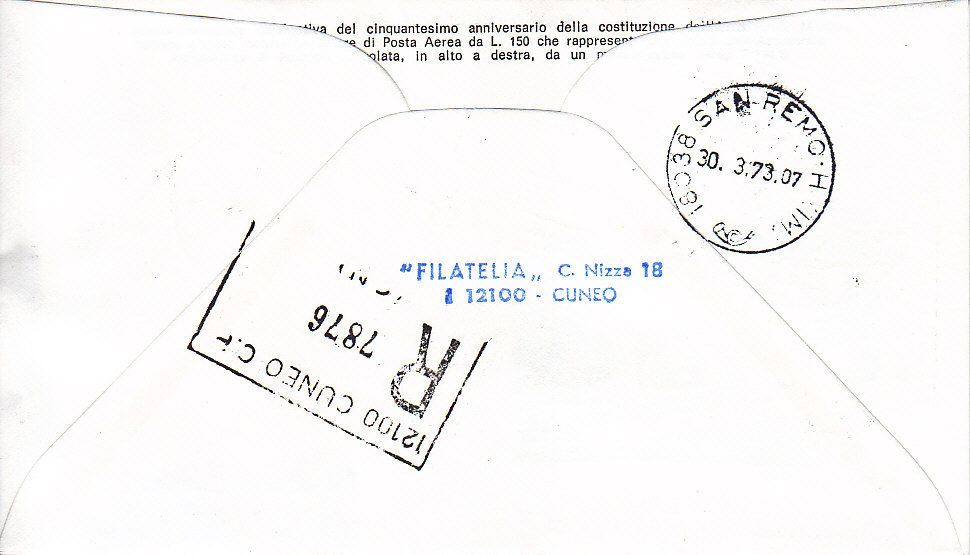 del cinquantesimo anniversario della costituzione
di Posta Aerea da L. 150 che
in alto a destra, da un
18038 SAN REMO
30. 3.73.07
"FILATELIA„ C. Nizza 18
12100 - CUNEO
R
7876
12100 CUNEO C.